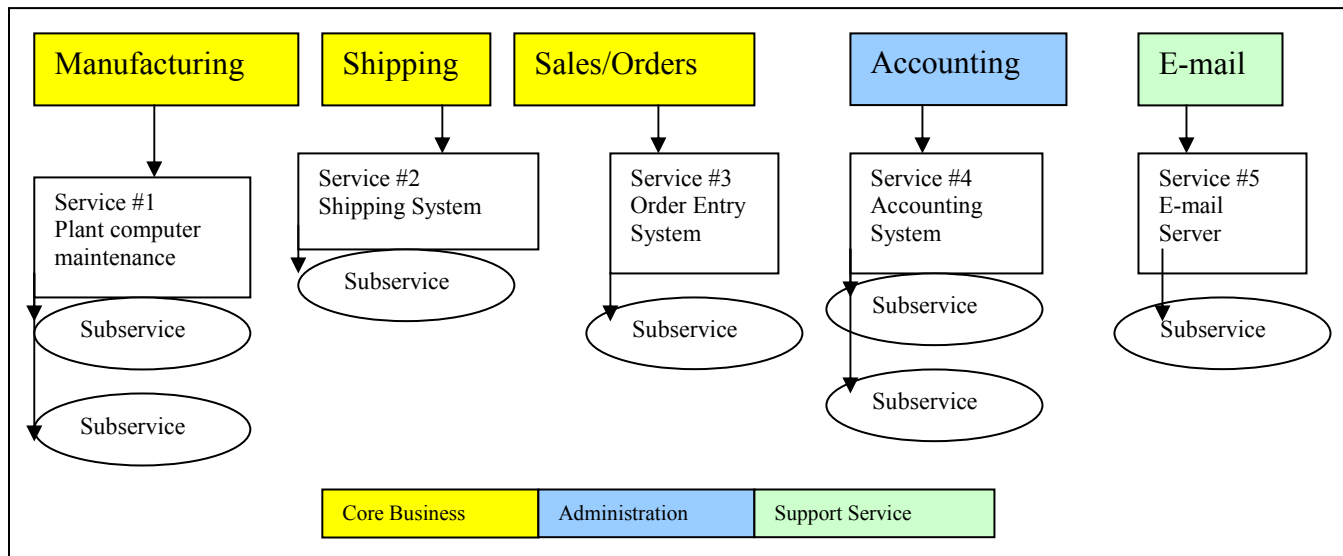 Manufacturing
Shipping
Sales/Orders
Accounting
E-mail
Service #1
Plant computer
maintenance
Subservice
Subservice
Service #2
Shipping System
Subservice
Service #3
Order Entry
System
Subservice
Service #4
Accounting
System
Subservice
Subservice
Service #5
E-mail
Server
Subservice
Core Business
Administration
Support Service